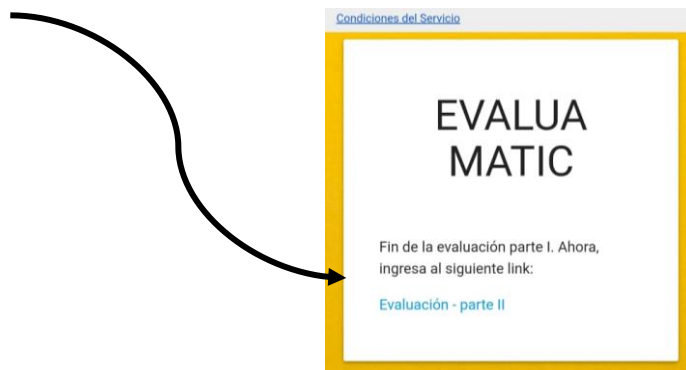 Condiciones del Servicio
EVALUA
MATIC
Fin de la evaluación parte I. Ahora,
ingresa al siguiente link:
Evaluación - parte II